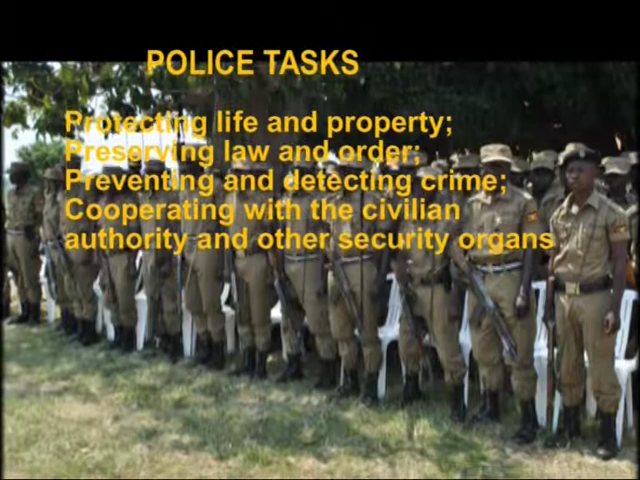 POLICE TASKS
Protecting life and property;
Preserving law and order;
Preventing and detecting crime;
Cooperating with the civilian
authority and other security organs